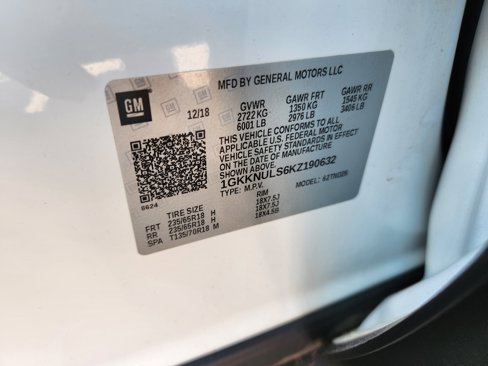 MFD BY GENERAL MOTORS LLC
GM
12/18
GVWR GAWR FRT GAWR RR
2722 KG 1350 KG 1545 KG
6001 LB 2976 LB 3406 LB
THIS VEHICLE CONFORMS TO ALL
APPLICABLE U.S. FEDERAL MOTOR
VEHICLE SAFETY STANDARDS IN EFFECT
ON THE DATE OF MANUFACTURE
SHOWN ABOVE.
1GKKNULS6KZ190632
TYPE: M.P.V. MODEL:
6624
TIRE SIZE RIM
FRT 235/65R18 H 18X7.5J
RR 235/65R18 H 18X7.5J
SPA T135/70R18 M 18X4.5B